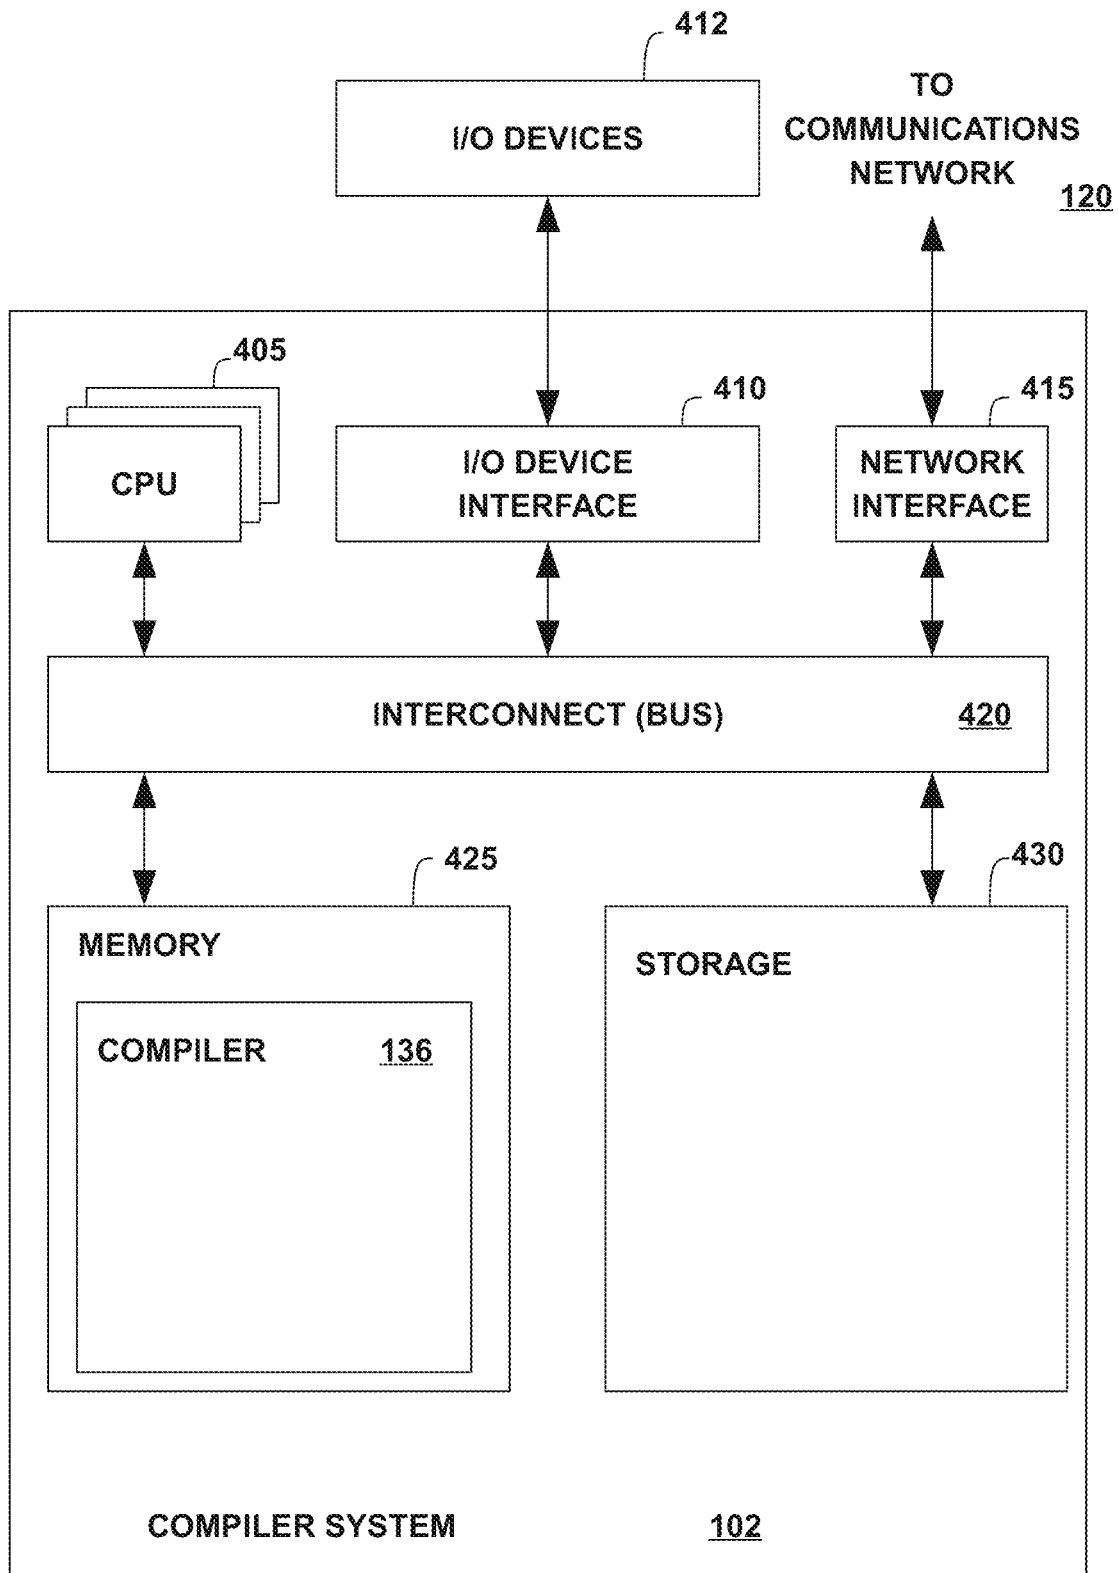 412
I/O DEVICES
TO
COMMUNICATIONS
NETWORK
120
405
CPU
410
I/O DEVICE
INTERFACE
415
NETWORK
INTERFACE
INTERCONNECT (BUS)
420
425
MEMORY
COMPILER
136
430
STORAGE
COMPILER SYSTEM
102